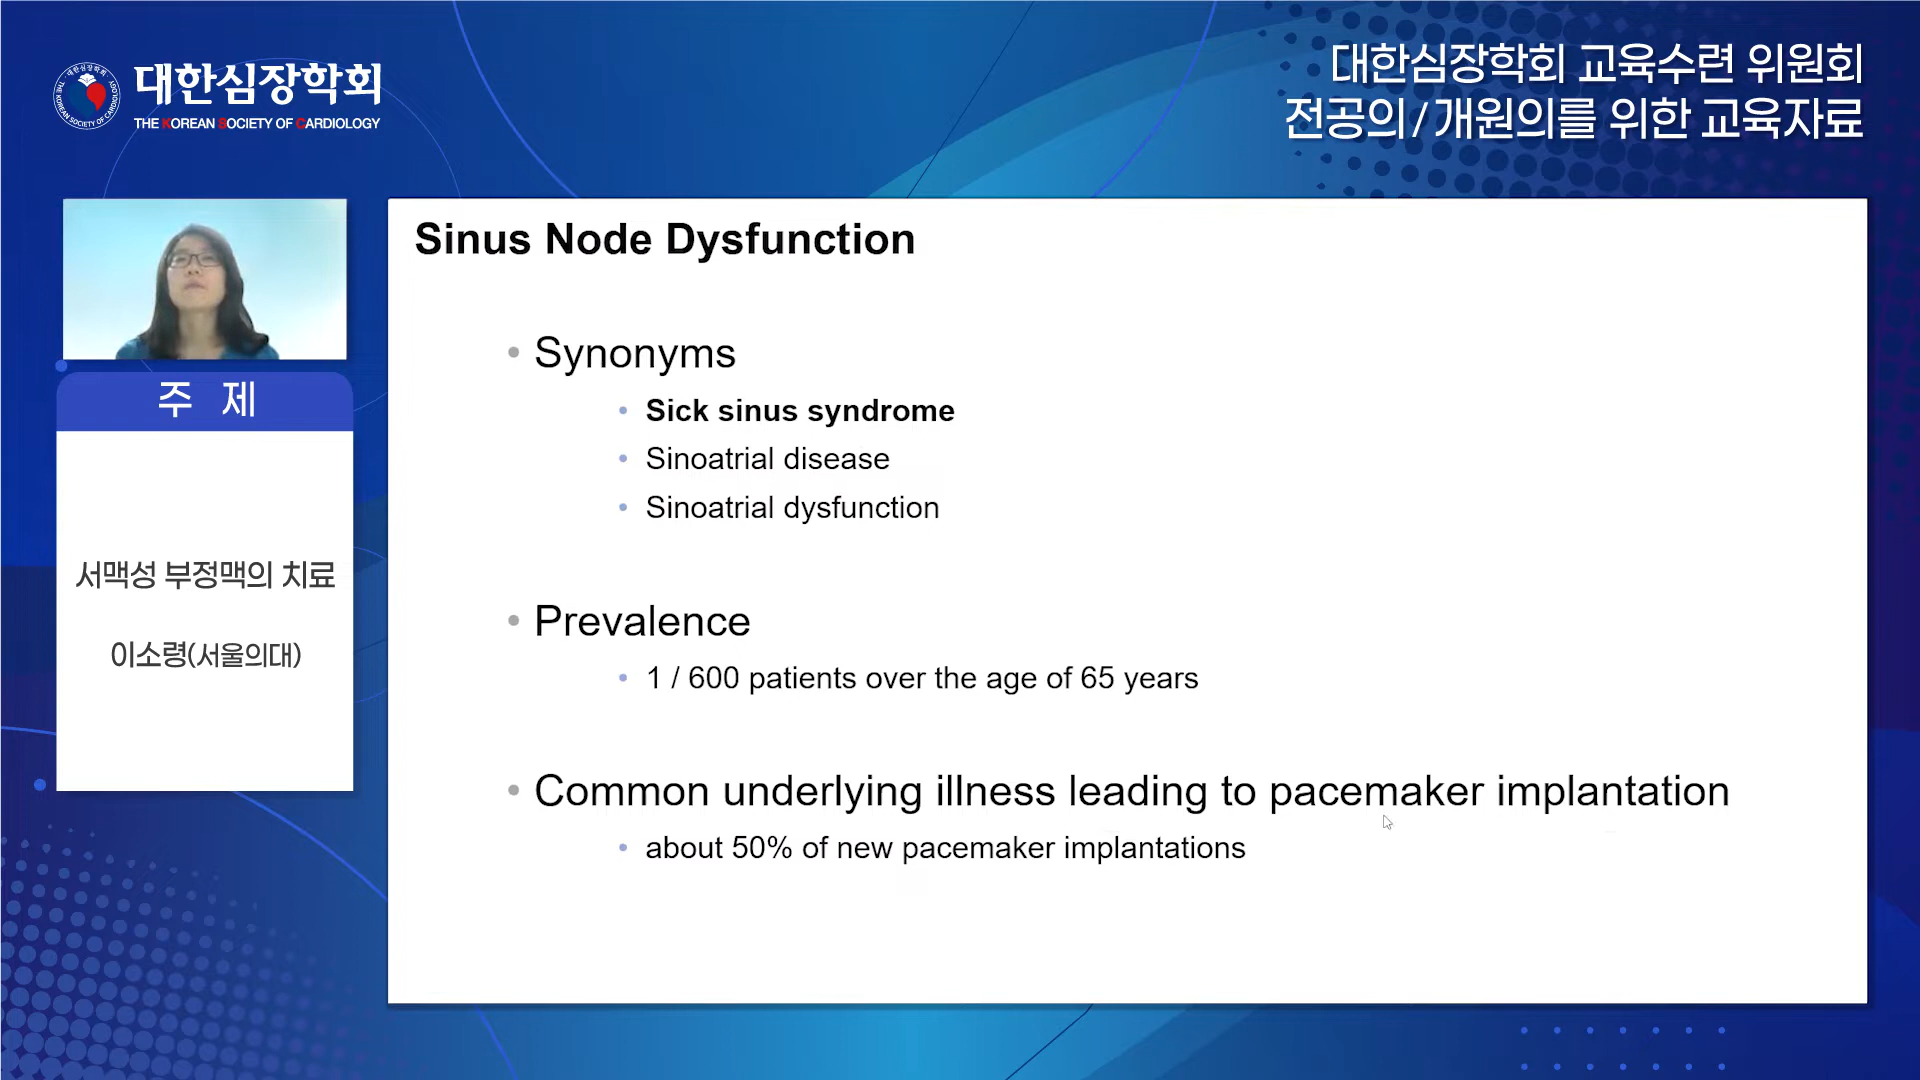 대한심장학회
THE KOREAN SOCIETY OF CARDIOLOGY
대한심장학회 교육수련 위원회
전공의/개원의를 위한 교육자료
주 제
서맥성 부정맥의 치료
이소령(서울의대)
Sinus Node Dysfunction
• Synonyms
• Sick sinus syndrome
• Sinoatrial disease
• Sinoatrial dysfunction
• Prevalence
• 1 / 600 patients over the age of 65 years
• Common underlying illness leading to pacemaker implantation
• about 50% of new pacemaker implantations